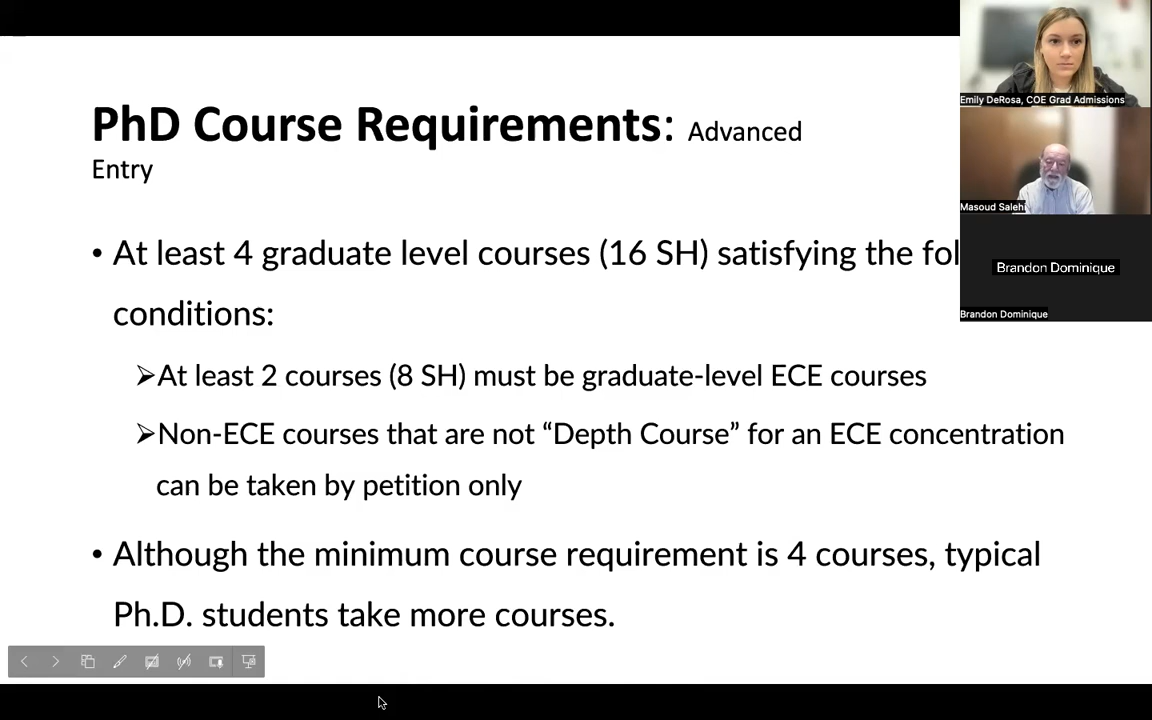 PhD Course Requirements: Advanced
Entry
• At least 4 graduate level courses (16 SH) satisfying the fol
conditions:
➢At least 2 courses (8 SH) must be graduate-level ECE courses
➢Non-ECE courses that are not “Depth Course” for an ECE concentration
can be taken by petition only
• Although the minimum course requirement is 4 courses, typical
Ph.D. students take more courses.
Emily DeRosa, COE Grad Admissions
Masoud Salehi
Brandon Dominique
Brandon Dominique